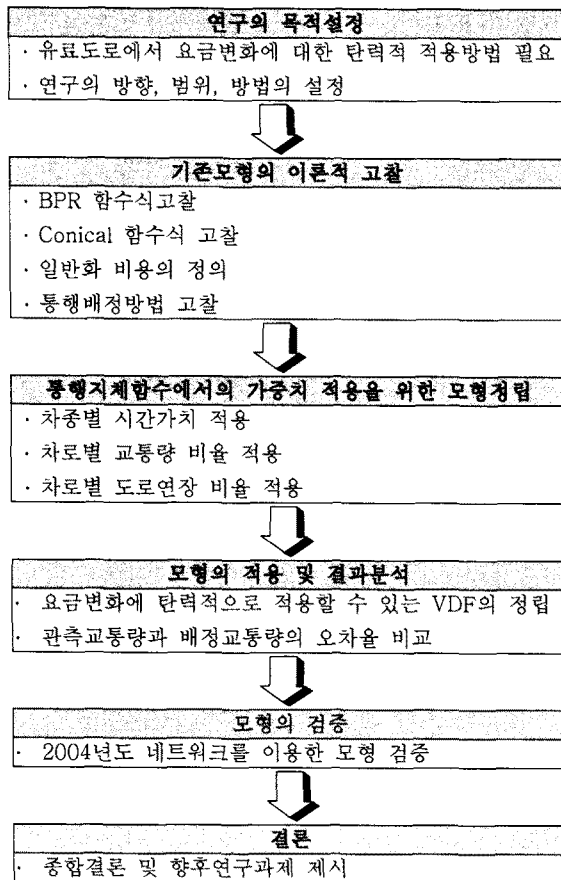 연구의 목적설정
· 유료도로에서 요금변화에 대한 탄력적 적용방법 필요
· 연구의 방향, 범위, 방법의 설정
기존모형의 이론적 고찰
· BPR 함수식고찰
· Conical 함수식 고찰
· 일반화 비용의 정의
· 통행배정방법 고찰
통행지체함수에서의 가중치 적용을 위한 모형정립
· 차종별 시간가치 적용
· 차로별 교통량 비율 적용
· 차로별 도로연장 비율 적용
모형의 적용 및 결과분석
· 요금변화에 탄력적으로 적용할 수 있는 VDF의 정립
· 관측교통량과 배정교통량의 오차율 비교
모형의 검증
· 2004년도 네트워크를 이용한 모형 검증
결론
· 종합결론 및 향후연구과제 제시